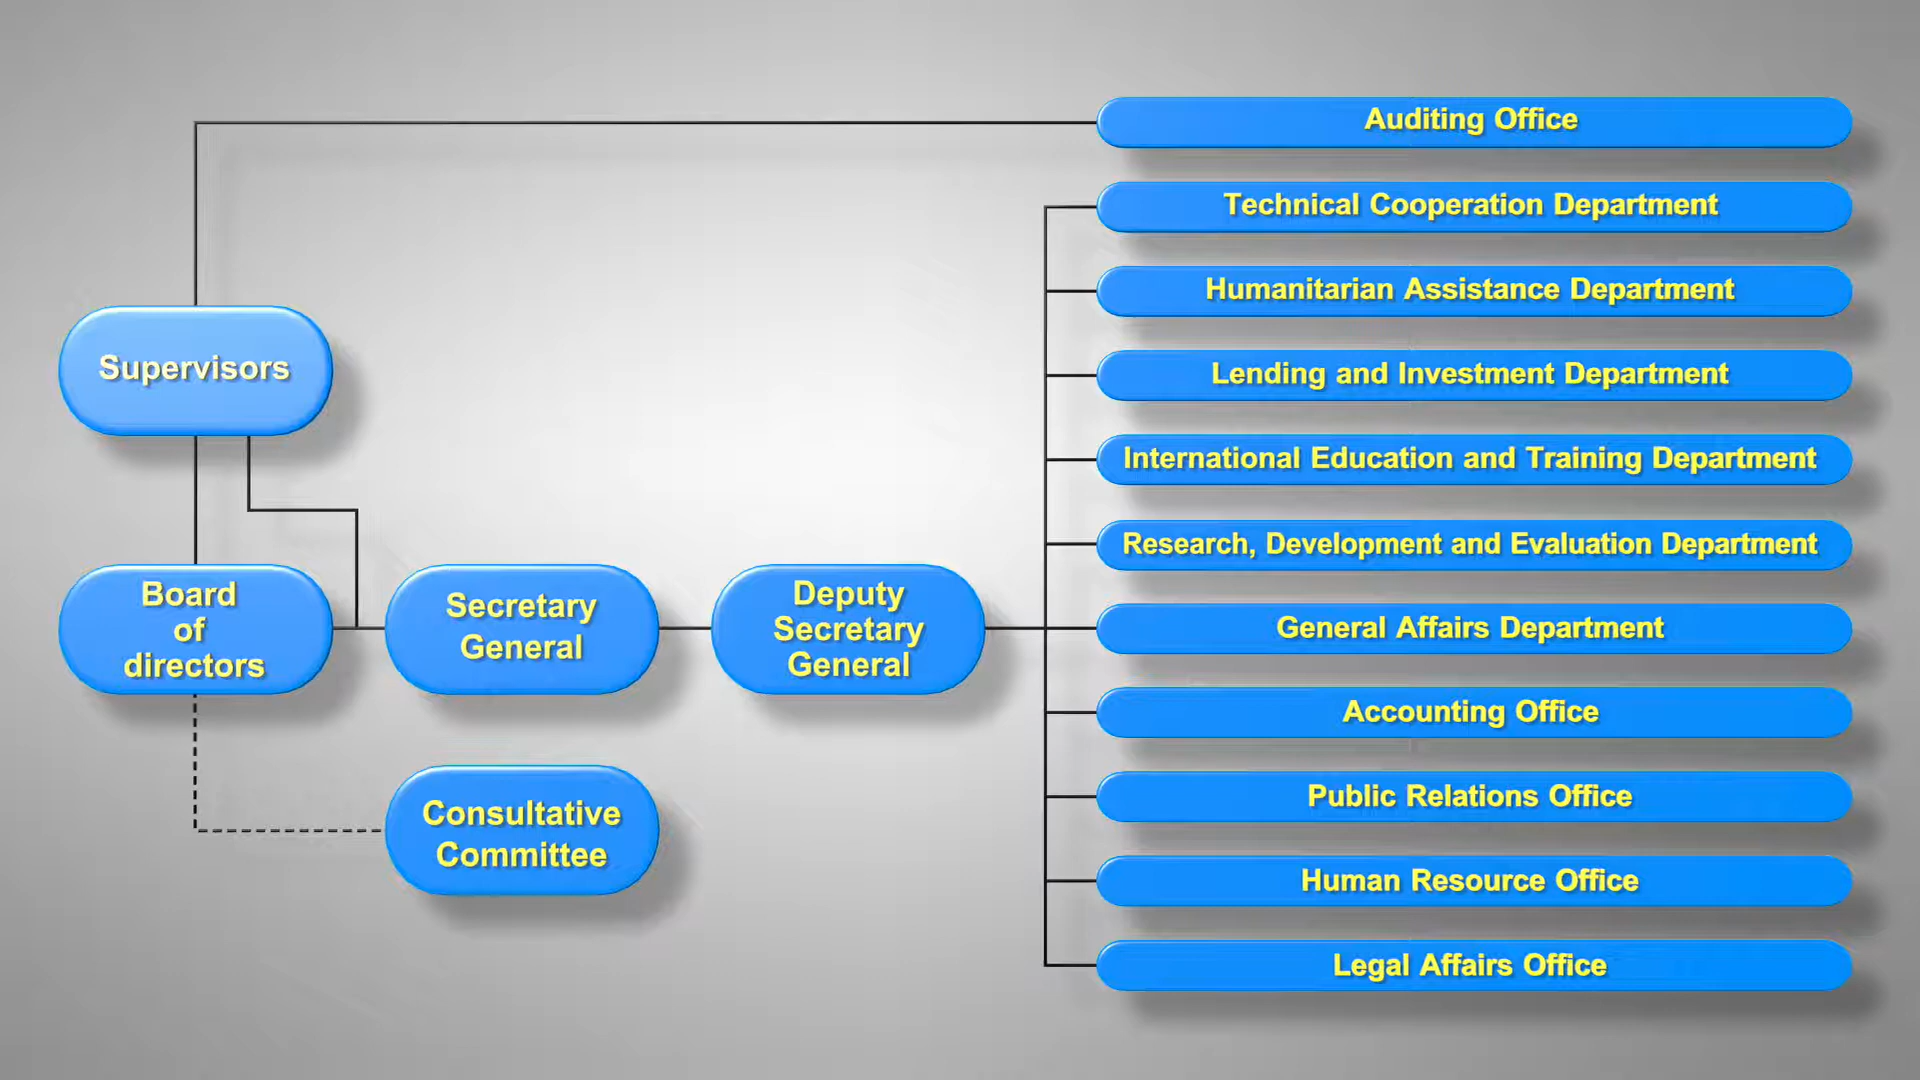 Auditing Office
Technical Cooperation Department
Humanitarian Assistance Department
Supervisors
Lending and Investment Department
International Education and Training Department
Research, Development and Evaluation Department
Board
of
directors
Secretary
General
Deputy
Secretary
General
General Affairs Department
Accounting Office
Consultative
Committee
Public Relations Office
Human Resource Office
Legal Affairs Office